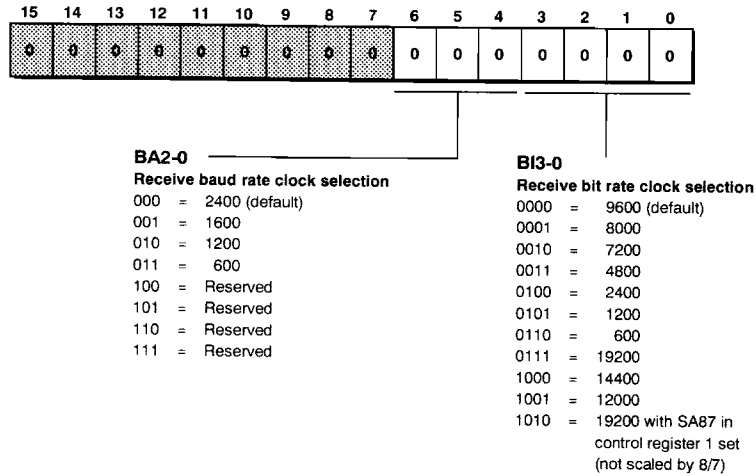 15 14 13 12 11 10 9 8 7 6 5 4 3 2 1 0
0 0 0 0 0 0 0 0 0 0 0 0 0 0 0 0
BA2-0
Receive baud rate clock selection
000 = 2400 (default)
001 = 1600
010 = 1200
011 = 600
100 = Reserved
101 = Reserved
110 = Reserved
111 = Reserved
BI3-0
Receive bit rate clock selection
0000 = 9600 (default)
0001 = 8000
0010 = 7200
0011 = 4800
0100 = 2400
0101 = 1200
0110 = 600
0111 = 19200
1000 = 14400
1001 = 12000
1010 = 19200 with SA87 in
control register 1 set
(not scaled by 8/7)